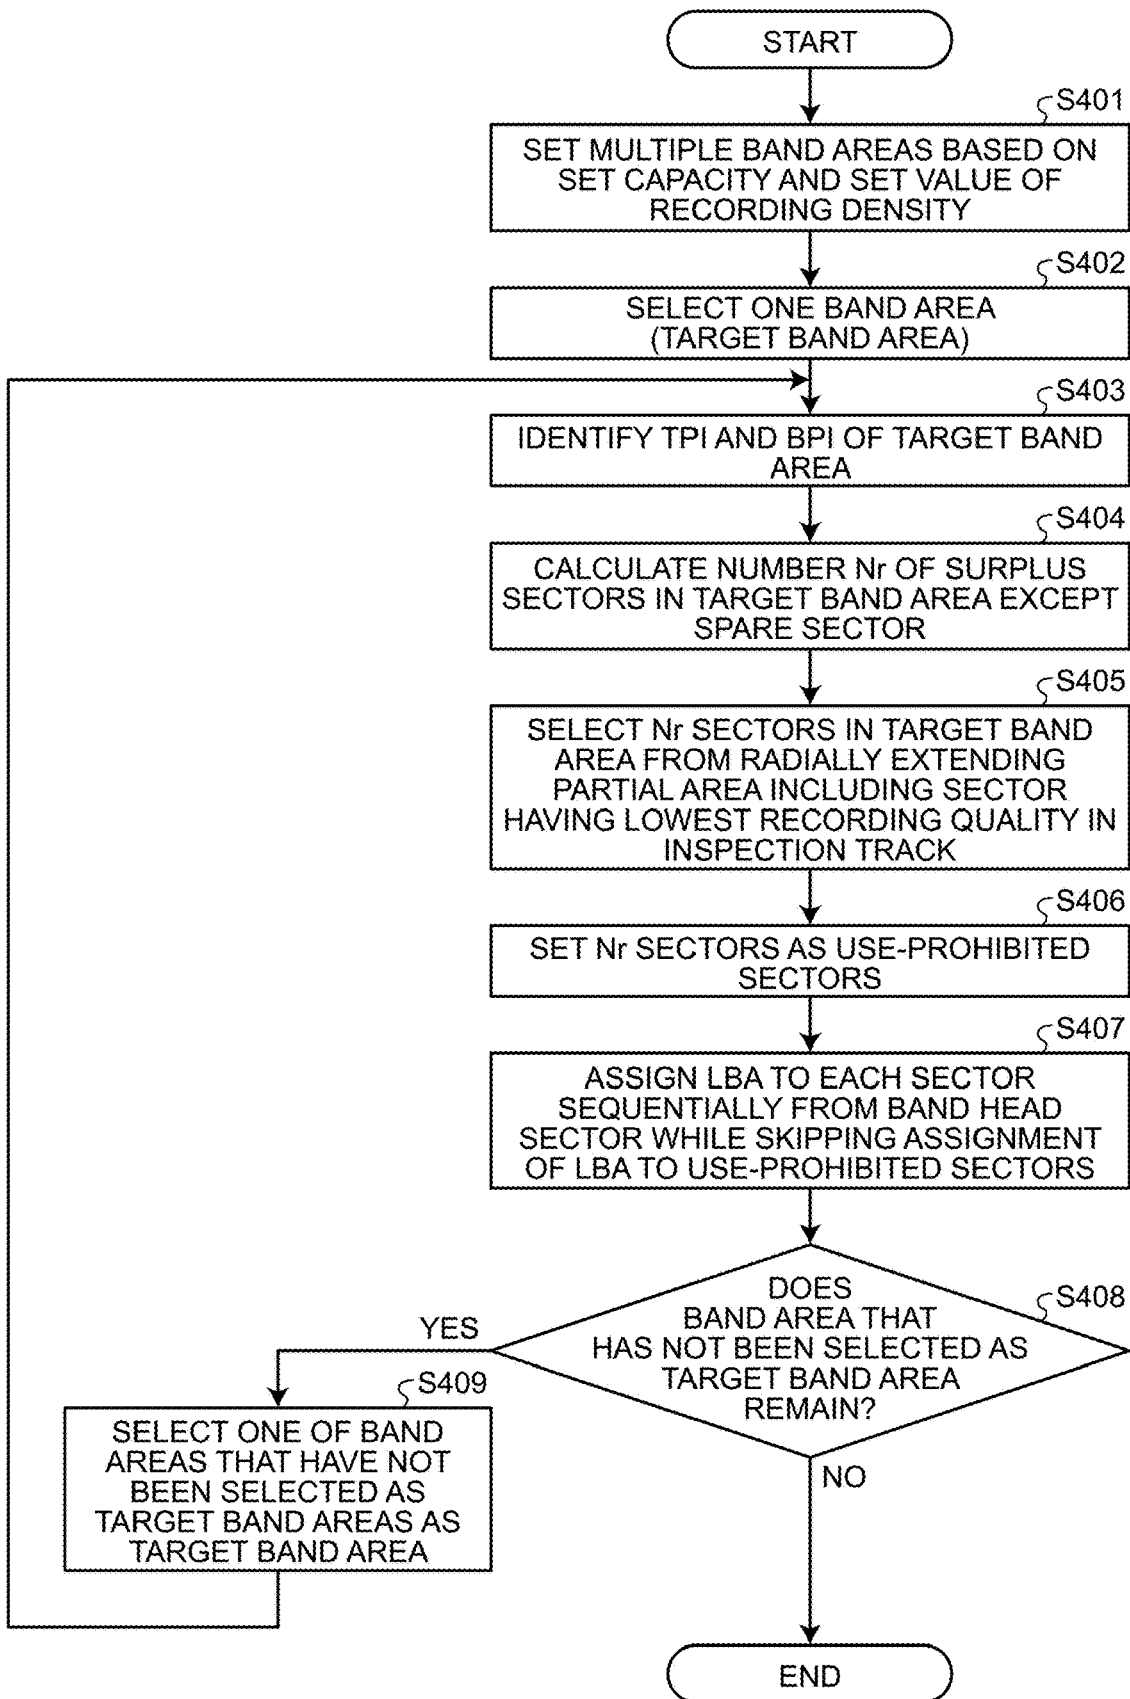 START
S401
SET MULTIPLE BAND AREAS BASED ON
SET CAPACITY AND SET VALUE OF
RECORDING DENSITY
S402
SELECT ONE BAND AREA
(TARGET BAND AREA)
S403
IDENTIFY TPI AND BPI OF TARGET BAND
AREA
S404
CALCULATE NUMBER Nr OF SURPLUS
SECTORS IN TARGET BAND AREA EXCEPT
SPARE SECTOR
S405
SELECT Nr SECTORS IN TARGET BAND
AREA FROM RADIALLY EXTENDING
PARTIAL AREA INCLUDING SECTOR
HAVING LOWEST RECORDING QUALITY IN
INSPECTION TRACK
S406
SET Nr SECTORS AS USE-PROHIBITED
SECTORS
S407
ASSIGN LBA TO EACH SECTOR
SEQUENTIALLY FROM BAND HEAD
SECTOR WHILE SKIPPING ASSIGNMENT
OF LBA TO USE-PROHIBITED SECTORS
S408
DOES
BAND AREA THAT
HAS NOT BEEN SELECTED AS
TARGET BAND AREA
REMAIN?
YES
S409
SELECT ONE OF BAND
AREAS THAT HAVE NOT
BEEN SELECTED AS
TARGET BAND AREAS AS
TARGET BAND AREA
NO
END